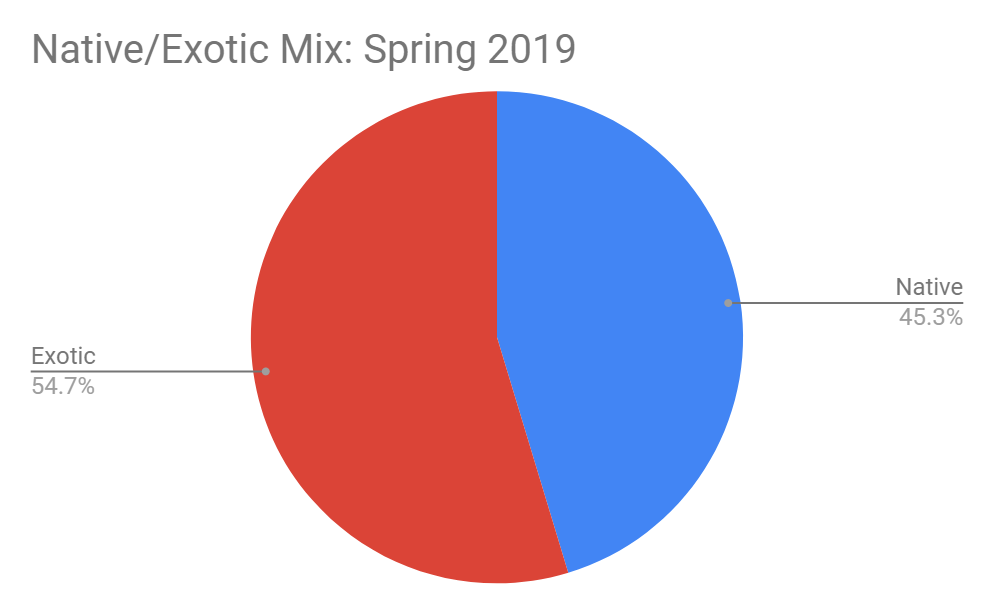 Native/Exotic Mix: Spring 2019
Native
45.3%
Exotic
54.7%